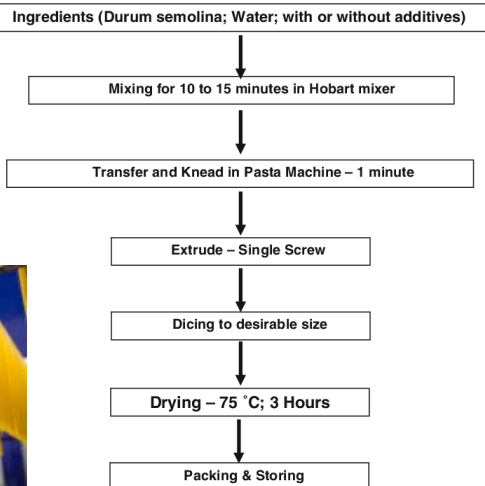 Ingredients (Durum semolina; Water; with or without additives)
Mixing for 10 to 15 minutes in Hobart mixer
Transfer and Knead in Pasta Machine – 1 minute
Extrude – Single Screw
Dicing to desirable size
Drying – 75 ˚C; 3 Hours
Packing & Storing